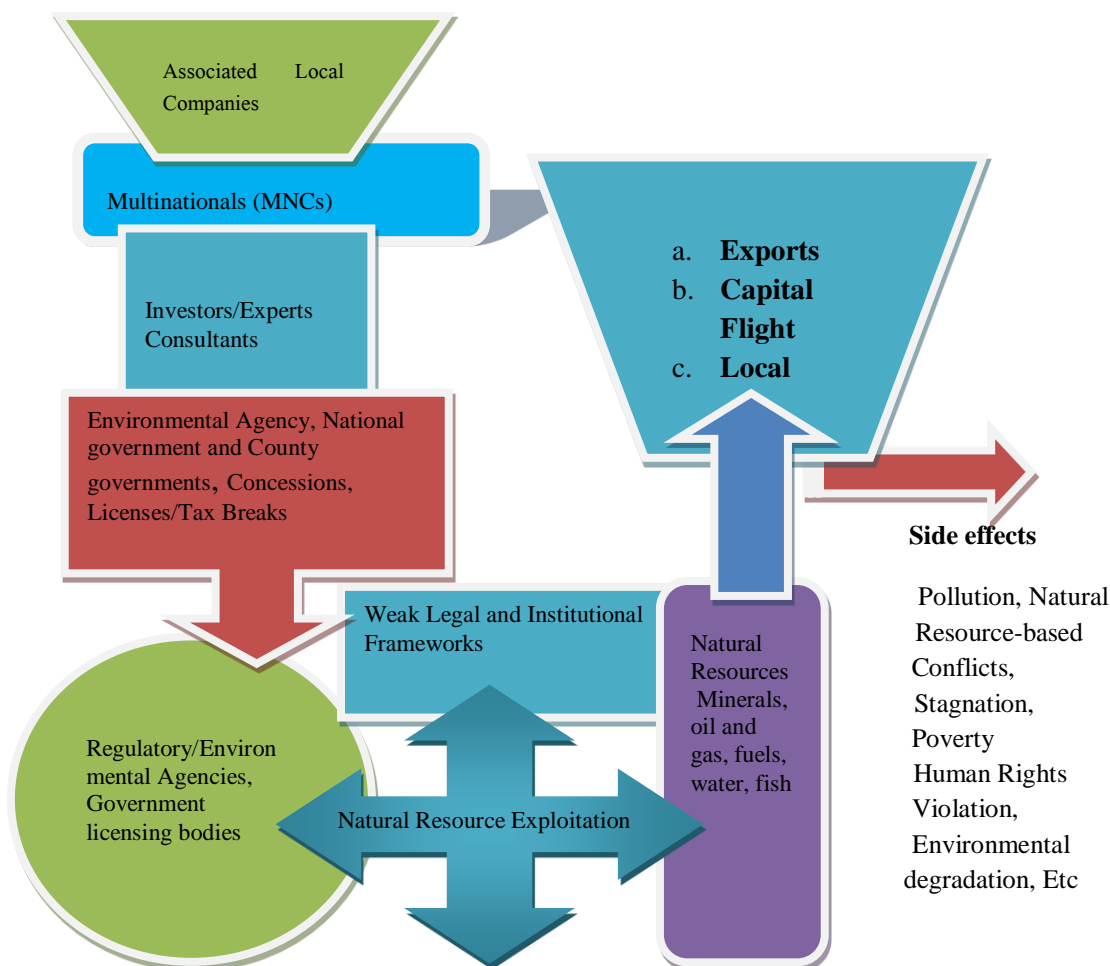 Associated Local
Companies
Multinationals (MNCs)
Investors/Experts
Consultants
Environmental Agency, National
government and County
governments, Concessions,
Licenses/Tax Breaks
Regulatory/Environ
mental Agencies,
Government
licensing bodies
Weak Legal and Institutional
Frameworks
Natural Resource Exploitation
Natural
Resources
Minerals,
oil and
gas, fuels,
water, fish
a. Exports
b. Capital
Flight
c. Local
Side effects
Pollution, Natural
Resource-based
Conflicts,
Stagnation,
Poverty
Human Rights
Violation,
Environmental
degradation, Etc